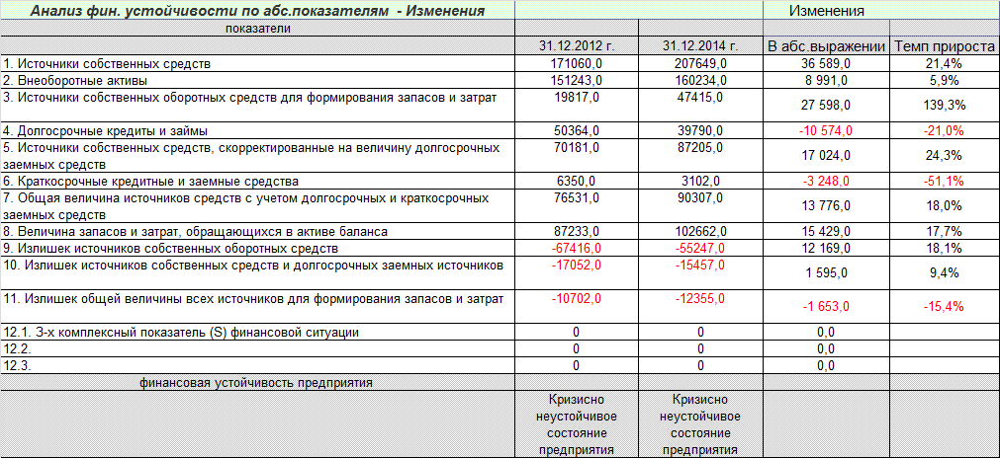 Анализ фин. устойчивости по абс.показателям - Изменения Изменения
показатели
31.12.2012 г. 31.12.2014 г. В абс.выражении Темп прироста
1. Источники собственных средств 171060,0 207649,0 36 589,0 21,4%
2. Внеоборотные активы 151243,0 160234,0 8 991,0 5,9%
3. Источники собственных оборотных средств для формирования запасов и затрат 19817,0 47415,0 27 598,0 139,3%
4. Долгосрочные кредиты и займы 50364,0 39790,0 -10 574,0 -21,0%
5. Источники собственных средств, скорректированные на величину долгосрочных
заемных средств 70181,0 87205,0 17 024,0 24,3%
6. Краткосрочные кредитные и заемные средства 6350,0 3102,0 -3 248,0 -51,1%
7. Общая величина источников средств с учетом долгосрочных и краткосрочных
заемных средств 76531,0 90307,0 13 776,0 18,0%
8. Величина запасов и затрат, обращающихся в активе баланса 87233,0 102662,0 15 429,0 17,7%
9. Излишек источников собственных оборотных средств -67416,0 -55247,0 12 169,0 18,1%
10. Излишек источников собственных средств и долгосрочных заемных источников -17052,0 -15457,0 1 595,0 9,4%
11. Излишек общей величины всех источников для формирования запасов и затрат -10702,0 -12355,0 -1 653,0 -15,4%
12.1. 3-х комплексный показатель (S) финансовой ситуации 0 0 0,0
12.2. 0 0 0,0
12.3. 0 0 0,0
финансовая устойчивость предприятия
Кризисно Кризисно
неустойчивое неустойчивое
состояние состояние
предприятия предприятия